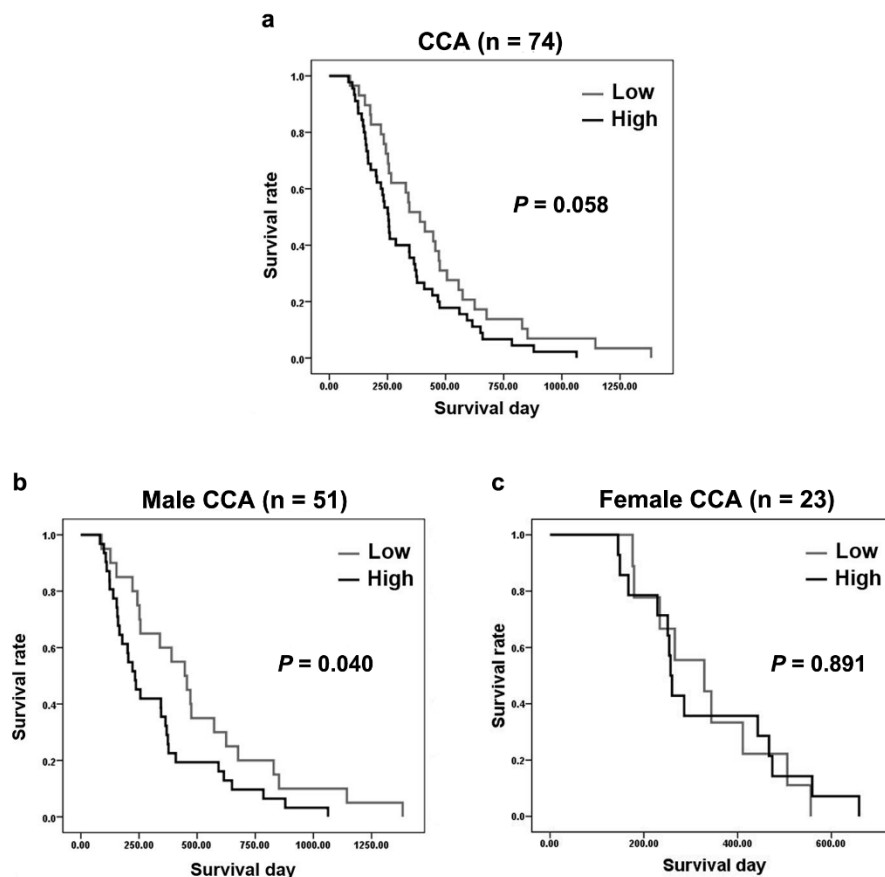 a
CCA (n = 74)
Low
High
P = 0.058
Survival rate
1.0
0.8
0.6
0.4
0.2
0.0
0.00 250.00 500.00 750.00 1000.00 1250.00
Survival day
b
Male CCA (n = 51)
Low
High
P = 0.040
Survival rate
1.0
0.8
0.6
0.4
0.2
0.0
0.00 250.00 500.00 750.00 1000.00 1250.00
Survival day
c
Female CCA (n = 23)
Low
High
P = 0.891
Survival rate
1.0
0.8
0.6
0.4
0.2
0.0
0.00 200.00 400.00 600.00
Survival day